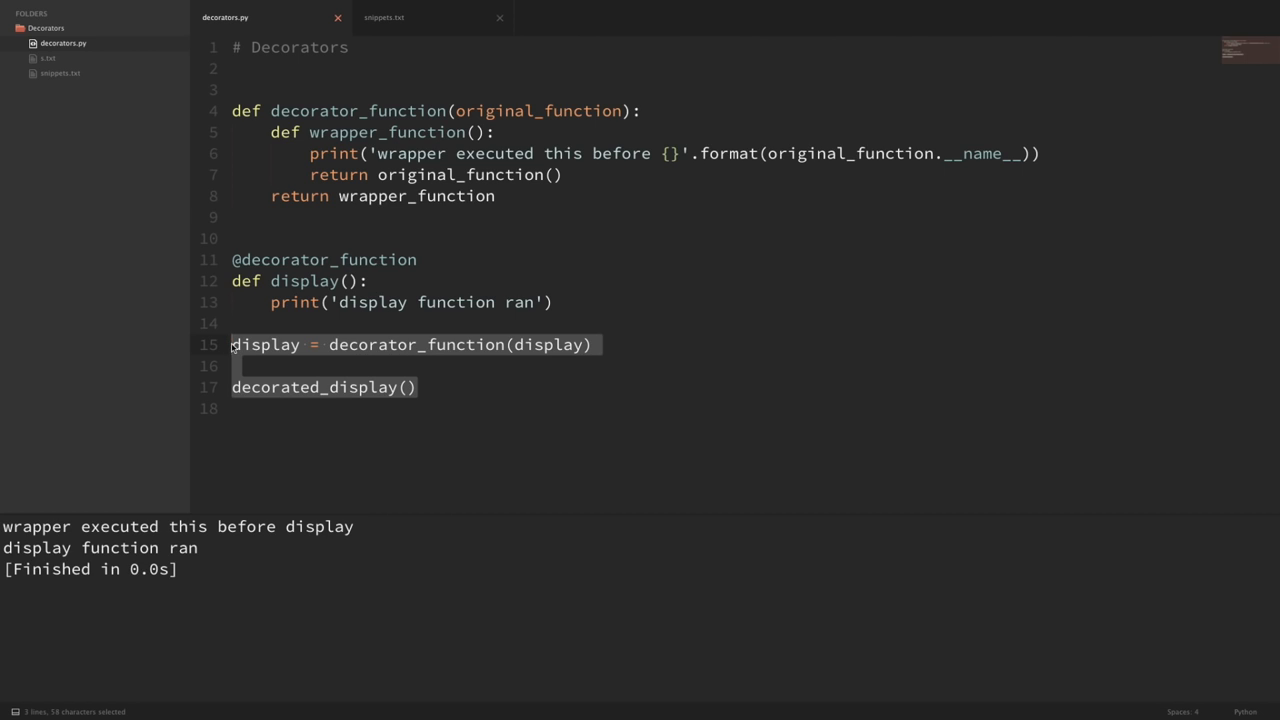 FOLDERS
Decorators
decorators.py
s.txt
snippets.txt
decorators.py
snippets.txt
1 # Decorators
2
3
4 def decorator_function(original_function):
5     def wrapper_function():
6         print('wrapper executed this before {}'.format(original_function.__name__))
7         return original_function()
8     return wrapper_function
9
10
11 @decorator_function
12 def display():
13     print('display function ran')
14
15 display = decorator_function(display)
16
17 decorated_display()
18
wrapper executed this before display
display function ran
[Finished in 0.0s]
3 lines, 58 characters selected
Spaces: 4
Python